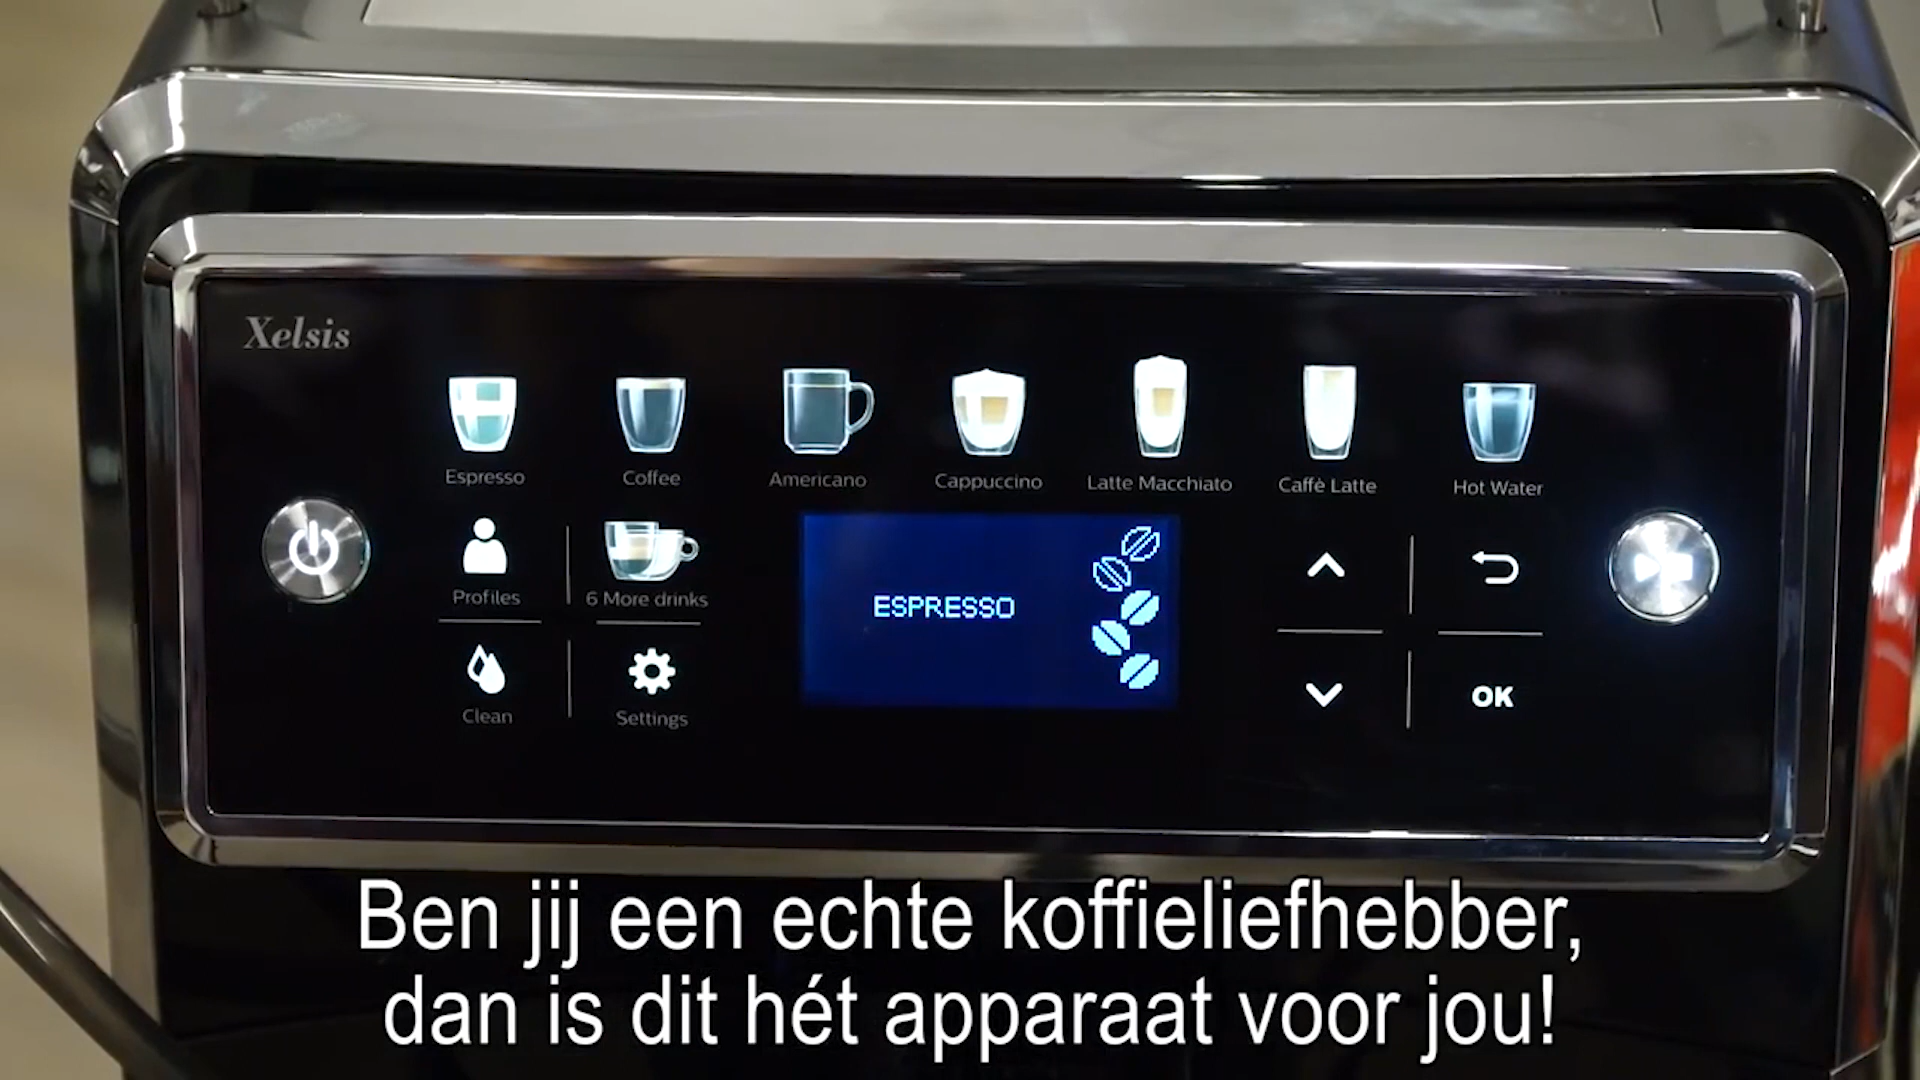 Xelsis
Espresso
Coffee
Americano
Cappuccino
Latte Macchiato
Caffè Latte
Hot Water
Profiles
6 More drinks
ESPRESSO
Clean
Settings
OK
Ben jij een echte koffieliefhebber,
dan is dit hét apparaat voor jou!